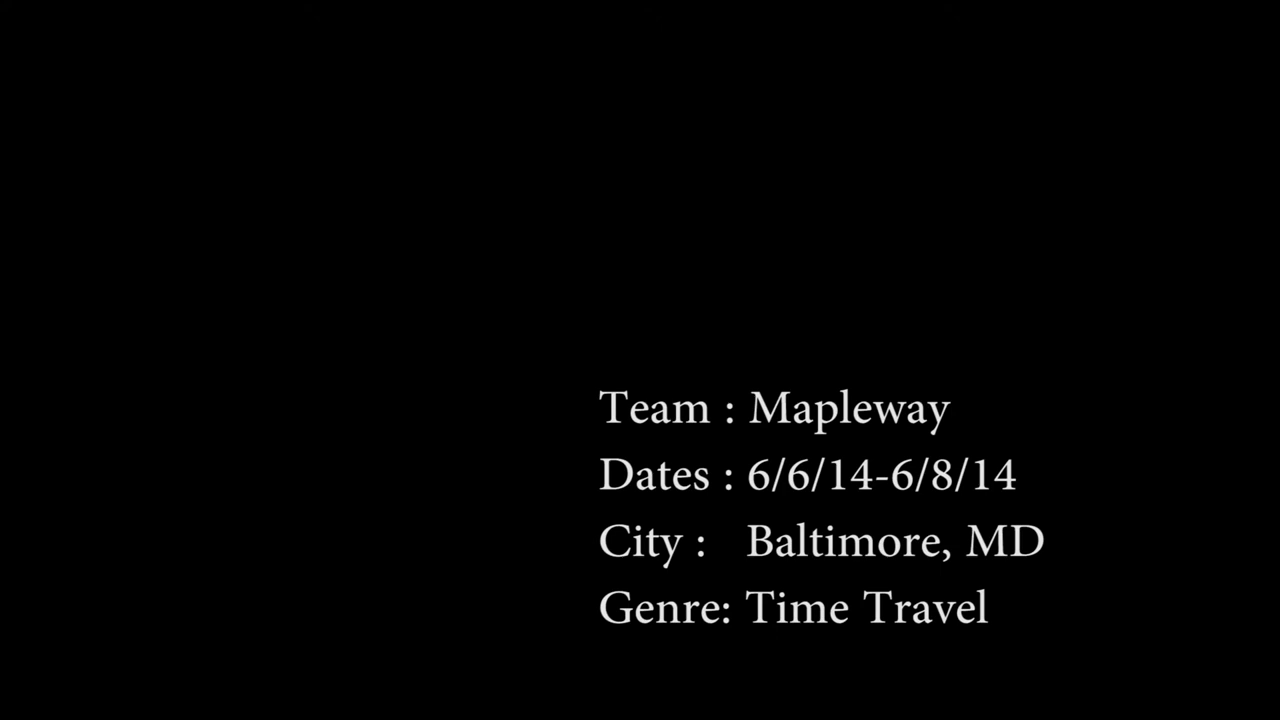 Team : Mapleway
Dates : 6/6/14-6/8/14
City : Baltimore, MD
Genre: Time Travel